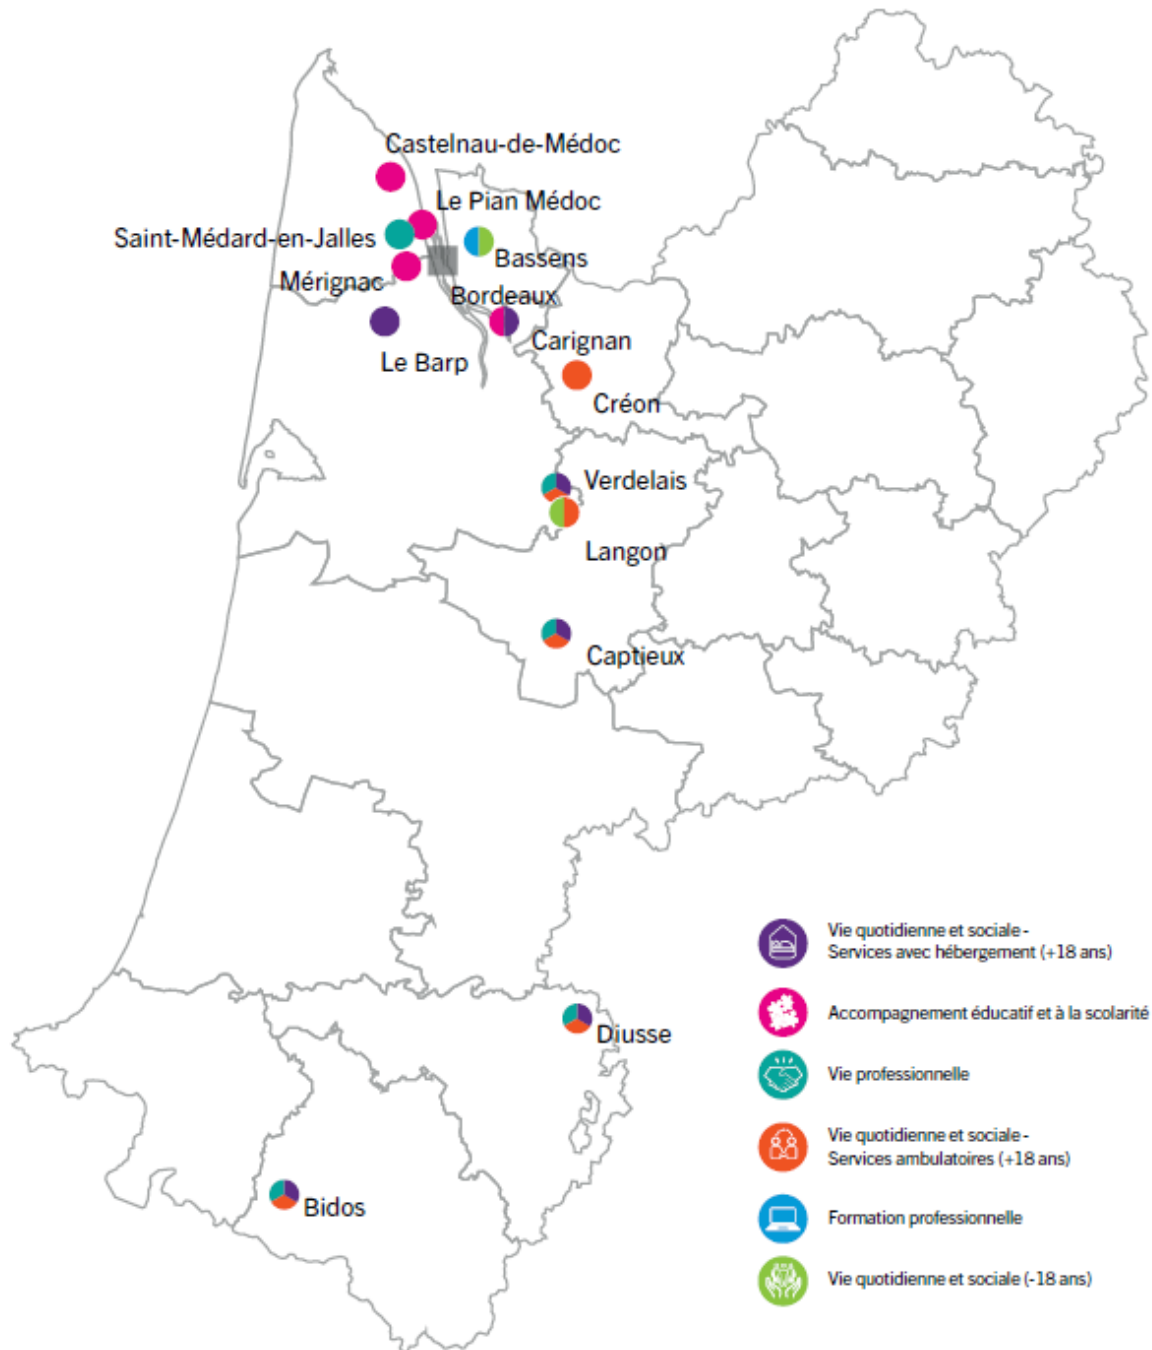 Castelnau-de-Médoc
Le Pian Médoc
Saint-Médard-en-Jalles
Bassens
Mérignac
Bordeaux
Carignan
Le Barp
Créon
Verdelais
Langon
Captieux
Vie quotidienne et sociale -
Services avec hébergement (+18 ans)
Accompagnement éducatif et à la scolarité
Diusse
Vie professionnelle
Vie quotidienne et sociale -
Services ambulatoires (+18 ans)
Bidos
Formation professionnelle
Vie quotidienne et sociale (-18 ans)